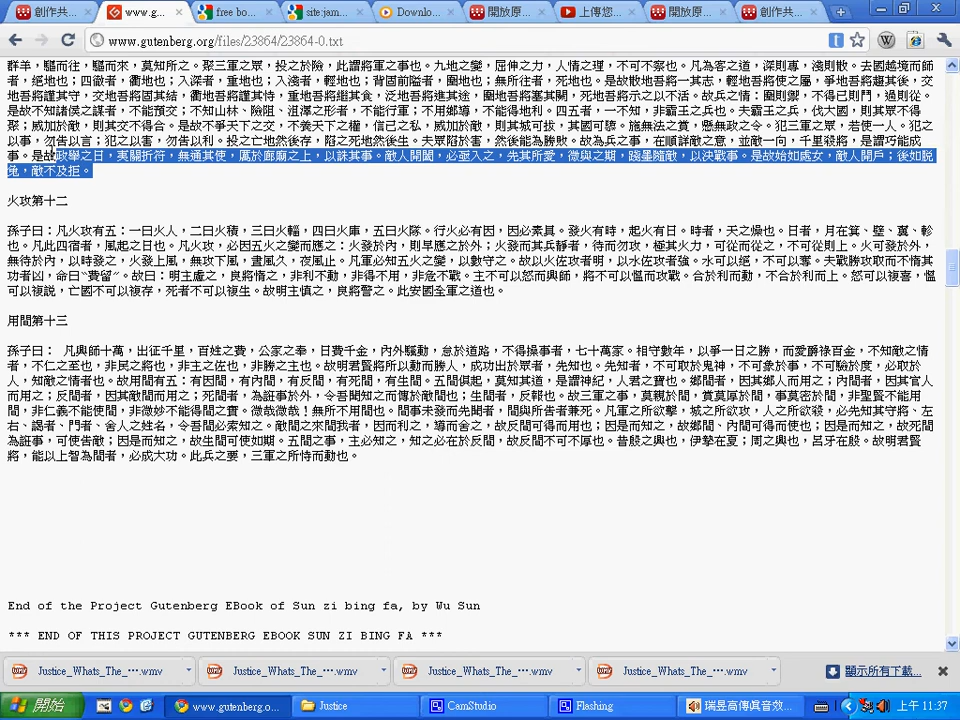 創作共...
www.g...
free bo...
site:jam...
Downlo...
開放原...
上傳您...
開放原...
創作共...
www.gutenberg.org/files/23864/23864-0.txt
群羊，驅而往，驅而來，莫知所之。聚三軍之眾，投之於險，此謂將軍之事也。九地之變，屈伸之力，人情之理，不可不察也。凡為客之道，深則專，淺則散。去國越境而師
者，絕地也；四徹者，衢地也；入深者，重地也；入淺者，輕地也；背固前隘者，圍地也；無所往者，死地也。是故散地吾將一其志，輕地吾將使之屬，爭地吾將趨其後，交
地吾將謹其守，交地吾將固其結，衢地吾將謹其恃，重地吾將繼其食，泛地吾將進其途，圍地吾將塞其闕，死地吾將示之以不活。故兵之情：圍則禦，不得已則鬥，過則從。
是故不知諸侯之謀者，不能預交；不知山林、險阻、沮澤之形者，不能行軍；不用鄉導，不能得地利。四五者，一不知，非霸王之兵也。夫霸王之兵，伐大國，則其眾不得
聚；威加於敵，則其交不得合。是故不爭天下之交，不養天下之權，信己之私，威加於敵，則其城可拔，其國可隳。施無法之賞，懸無政之令。犯三軍之眾，若使一人。犯之
以事，勿告以言；犯之以害，勿告以利。投之亡地然後存，陷之死地然後生。夫眾陷於害，然後能為勝敗。故為兵之事，在順詳敵之意，並敵一向，千里殺將，是謂巧能成
事。是故政舉之日，夷關折符，無通其使，厲於廊廟之上，以誅其事。敵人開闔，必亟入之，先其所愛，微與之期，踐墨隨敵，以決戰事。是故始如處女，敵人開戶；後如脫
兔，敵不及拒。
火攻第十二
孫子曰：凡火攻有五：一曰火人，二曰火積，三曰火輜，四曰火庫，五曰火隊。行火必有因，因必素具。發火有時，起火有日。時者，天之燥也。日者，月在箕、壁、翼、軫
也。凡此四宿者，風起之日也。凡火攻，必因五火之變而應之：火發於內，則早應之於外；火發而其兵靜者，待而勿攻，極其火力，可從而從之，不可從則上。火可發於外，
無待於內，以時發之，火發上風，無攻下風，晝風久，夜風止。凡軍必知五火之變，以數守之。故以火佐攻者明，以水佐攻者強。水可以絕，不可以奪。夫戰勝攻取而不惰其
功者凶，命曰“費留”。故曰：明主慮之，良將惰之，非利不動，非得不用，非危不戰。主不可以怒而興師，將不可以慍而攻戰。合於利而動，不合於利而上。怒可以複喜，慍
可以複說，亡國不可以複存，死者不可以複生。故明主慎之，良將警之。此安國全軍之道也。
用間第十三
孫子曰： 凡興師十萬，出征千里，百姓之費，公家之奉，日費千金，內外騷動，怠於道路，不得操事者，七十萬家。相守數年，以爭一日之勝，而愛爵祿百金，不知敵之情
者，不仁之至也，非民之將也，非主之佐也，非勝之主也。故明君賢將所以動而勝人，成功出於眾者，先知也。先知者，不可取於鬼神，不可象於事，不可驗於度，必取於
人，知敵之情者也。故用間有五：有因間，有內間，有反間，有死間，有生間。五間俱起，莫知其道，是謂神紀，人君之寶也。鄉間者，因其鄉人而用之；內間者，因其官人
而用之；反間者，因其敵間而用之；死間者，為誑事於外，令吾聞知之而傳於敵間也；生間者，反報也。故三軍之事，莫親於間，賞莫厚於間，事莫密於間，非聖賢不能用
間，非仁義不能使間，非微妙不能得間之實。微哉微哉！無所不用間也。間事未發而先聞者，間與所告者兼死。凡軍之所欲擊，城之所欲攻，人之所欲殺，必先知其守將、左
右、謁者、門者、舍人之姓名，令吾間必索知之。敵間之來間我者，因而利之，導而舍之，故反間可得而用也；因是而知之，故鄉間、內間可得而使也；因是而知之，故死間
為誑事，可使告敵；因是而知之，故生間可使如期。五間之事，主必知之，知之必在於反間，故反間不可不厚也。昔殷之興也，伊摯在夏；周之興也，呂牙在殷。故明君賢
將，能以上智為間者，必成大功。此兵之要，三軍之所恃而動也。
End of the Project Gutenberg EBook of Sun zi bing fa, by Wu Sun
*** END OF THIS PROJECT GUTENBERG EBOOK SUN ZI BING FA ***
Justice_Whats_The_....wmv
Justice_Whats_The_....wmv
Justice_Whats_The_....wmv
Justice_Whats_The_....wmv
顯示所有下載...
開始
www.gutenberg.o...
Justice
CamStudio
Flashing
瑞昱高傳真音效...
上午 11:37